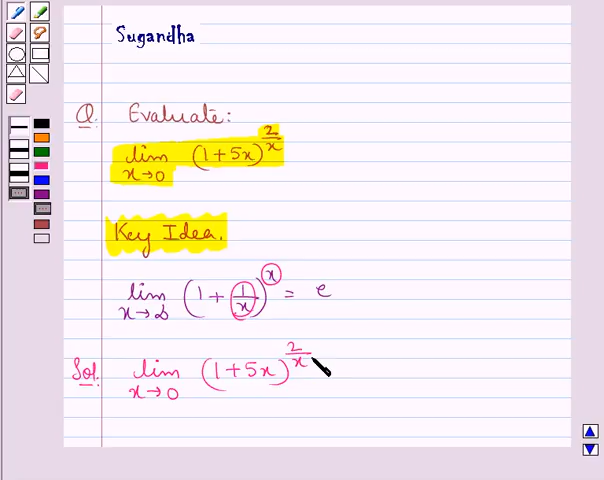 Sugandha
Q. Evaluate:
lim x→0 (1+5x)^(2/x)
Key Idea.
lim x→∞ (1 + 1/x)^x = e
Sol. lim x→0 (1+5x)^(2/x)